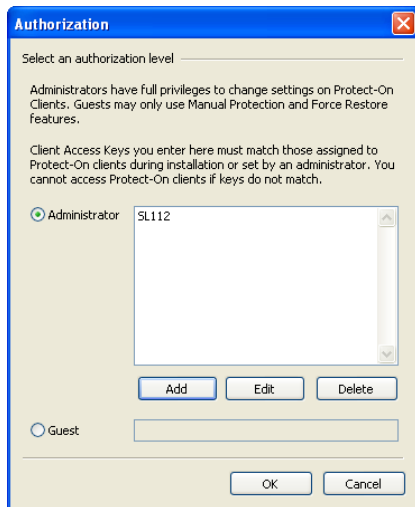 Authorization
Select an authorization level
Administrators have full privileges to change settings on Protect-On
Clients. Guests may only use Manual Protection and Force Restore
features.
Client Access Keys you enter here must match those assigned to
Protect-On clients during installation or set by an administrator. You
cannot access Protect-On clients if keys do not match.
Administrator
SL112
Add Edit Delete
Guest
OK Cancel